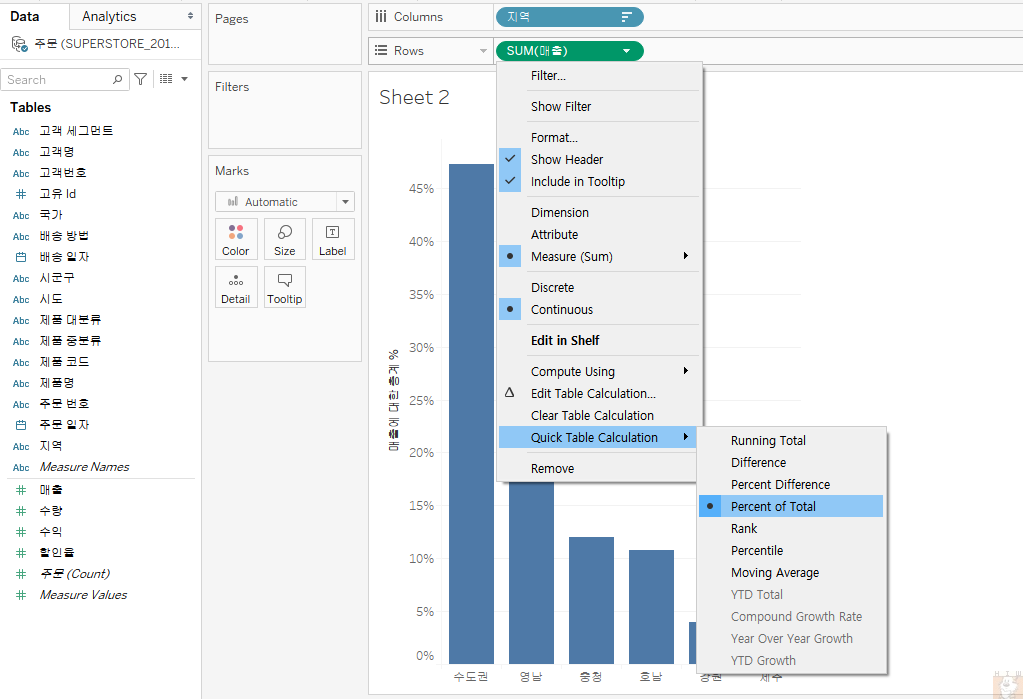 Data
Analytics
주문 (SUPERSTORE_201...
Search
Tables
Abc 고객 세그먼트
Abc 고객명
Abc 고객번호
# 고유 Id
Abc 국가
Abc 배송 방법
배송 일자
Abc 시군구
Abc 시도
Abc 제품 대분류
Abc 제품 중분류
Abc 제품 코드
Abc 제품명
Abc 주문 번호
주문 일자
Abc 지역
Abc Measure Names
# 매출
# 수량
# 수익
# 할인율
# 주문 (Count)
# Measure Values
Pages
Filters
Marks
Automatic
Color
Size
Label
Detail
Tooltip
Columns
지역
Rows
SUM(매출)
Sheet 2
매출에 대한 총계 %
45%
40%
35%
30%
25%
20%
15%
10%
5%
0%
수도권
영남
충청
호남
강원
제주
Filter...
Show Filter
Format...
Show Header
Include in Tooltip
Dimension
Attribute
Measure (Sum)
Discrete
Continuous
Edit in Shelf
Compute Using
Edit Table Calculation...
Clear Table Calculation
Quick Table Calculation
Remove
Running Total
Difference
Percent Difference
Percent of Total
Rank
Percentile
Moving Average
YTD Total
Compound Growth Rate
Year Over Year Growth
YTD Growth